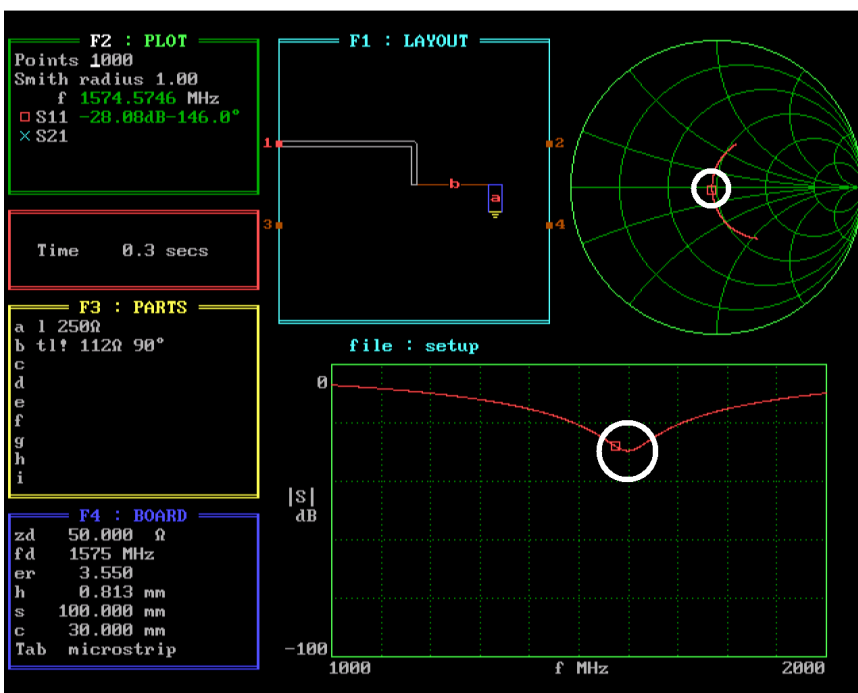 F2 : PLOT
Points 1000
Smith radius 1.00
f 1574.5746 MHz
□ S11 -28.08dB-146.0°
× S21
Time 0.3 secs
F3 : PARTS
a l 250Ω
b tl! 112Ω 90°
c
d
e
f
g
h
i
F4 : BOARD
zd 50.000 Ω
fd 1575 MHz
er 3.550
h 0.813 mm
s 100.000 mm
c 30.000 mm
Tab microstrip
F1 : LAYOUT
1
2
b
a
3
4
file : setup
0
|S|
dB
-100
1000 f MHz 2000